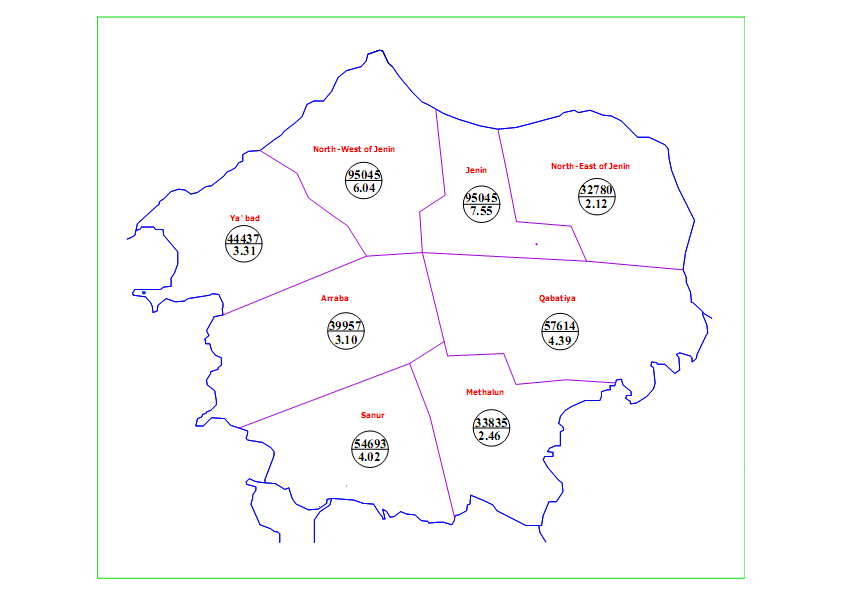 North-West of Jenin
95045
6.04
Jenin
95045
7.55
North-East of Jenin
32780
2.12
Ya`bad
44437
3.31
Arraba
39957
3.10
Qabatiya
57614
4.39
Methalun
33835
2.46
Sanur
54693
4.02